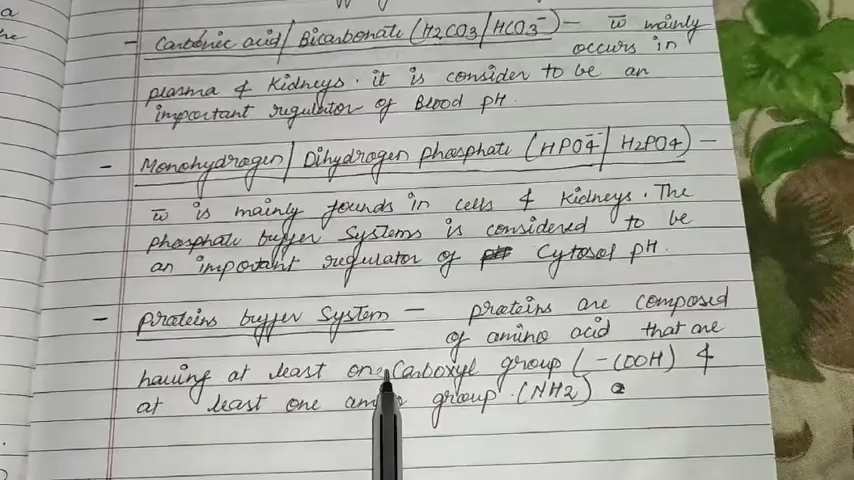 - Carbonic acid/ Bicarbonate (H2CO3/HCO3⁻) - w̅ mainly
occurs in
plasma & Kidneys. it is consider to be an
important regulator of Blood pH.
- Monohydrogen/ Dihydrogen phosphate (HPO4⁻⁻/ H2PO4⁻) -
w̅ is mainly founds in cells & Kidneys. The
phosphate buffer Systems is considered to be
an important regulator of Cytosol pH.
- Proteins buffer System - proteins are composed
of amino acid that are
having at least one Carboxyl group (-COOH) &
at least one group (NH2)